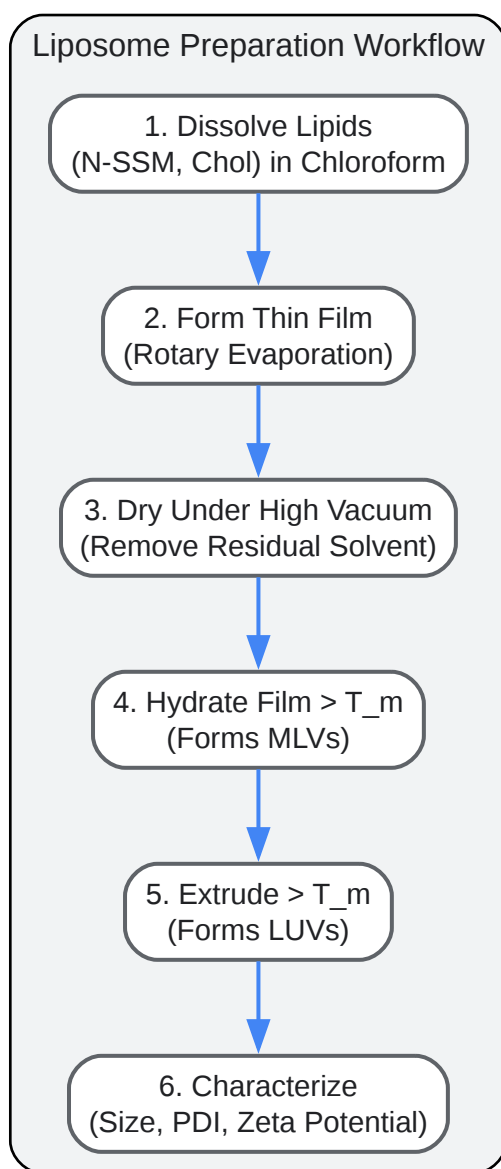 Liposome Preparation Workflow
1. Dissolve Lipids
(N-SSM, Chol) in Chloroform
2. Form Thin Film
(Rotary Evaporation)
3. Dry Under High Vacuum
(Remove Residual Solvent)
4. Hydrate Film > T_m
(Forms MLVs)
5. Extrude > T_m
(Forms LUVs)
6. Characterize
(Size, PDI, Zeta Potential)